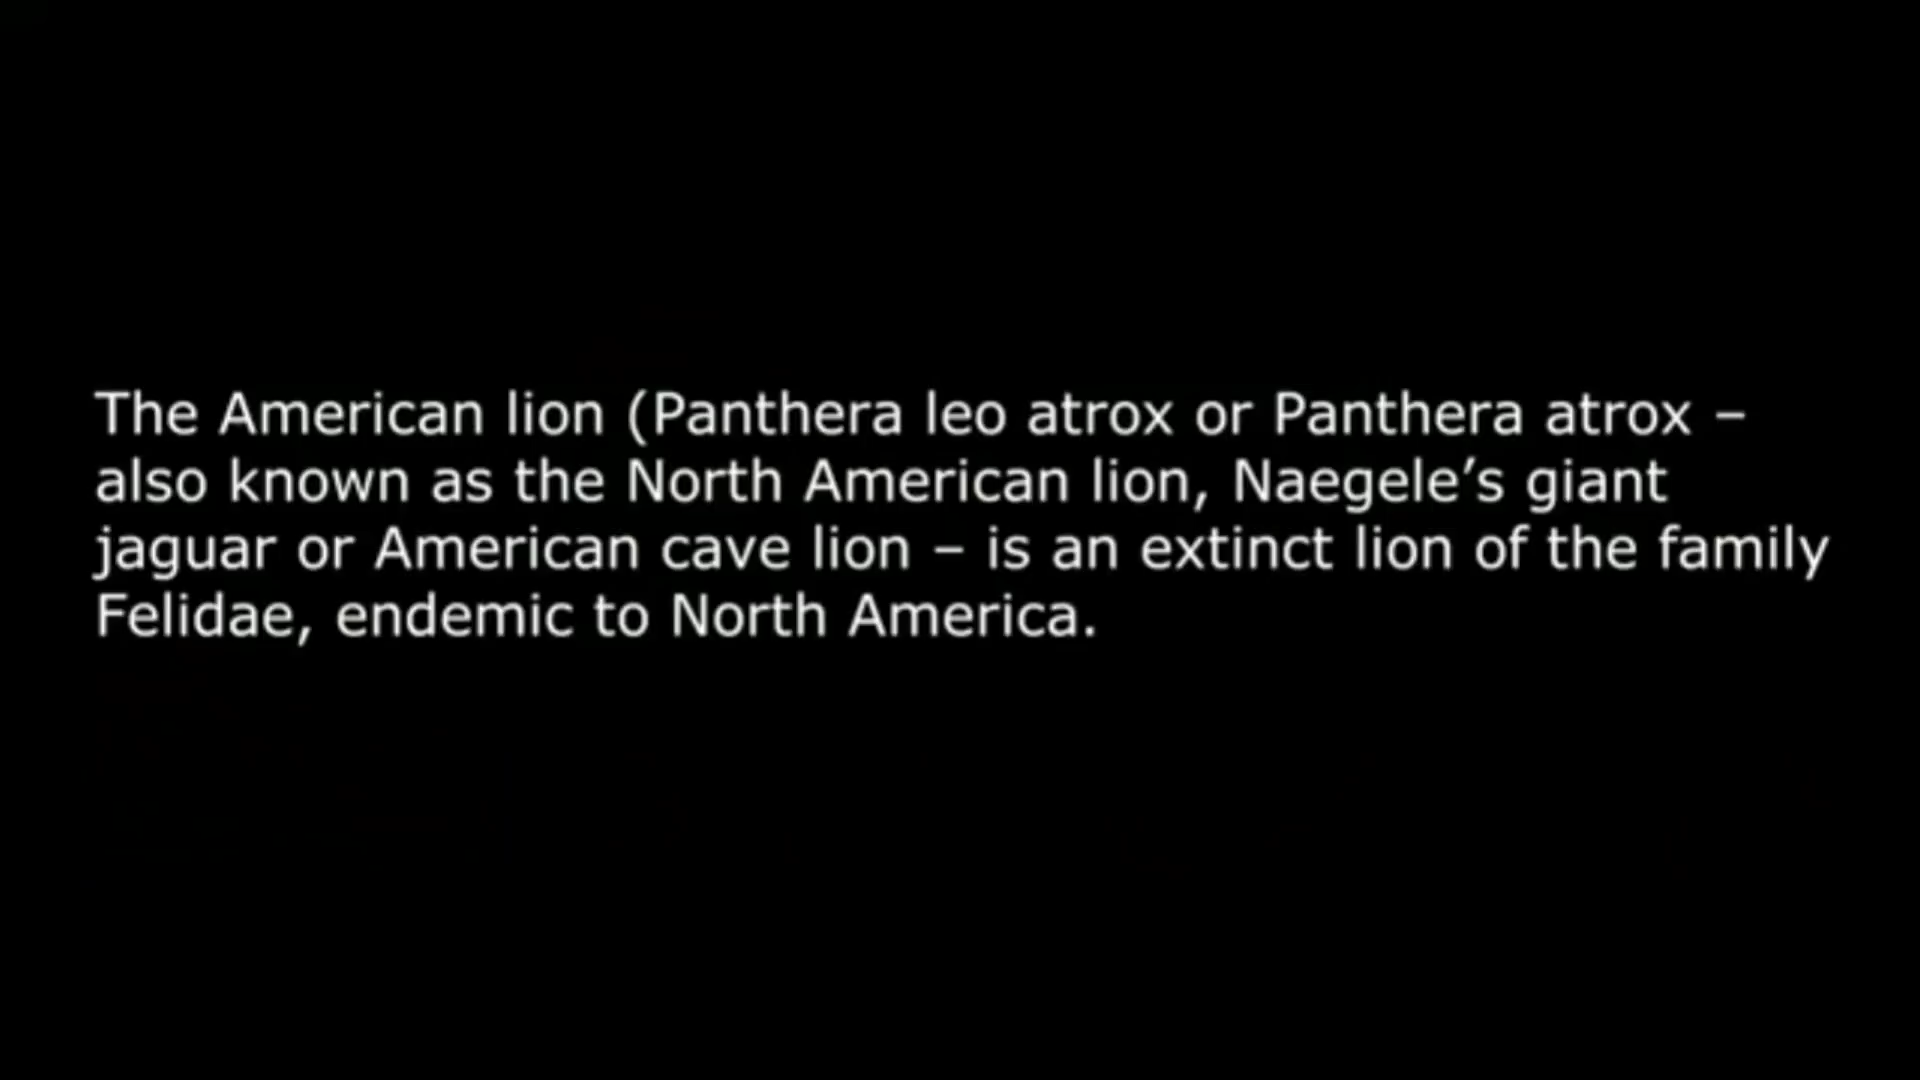 The American lion (Panthera leo atrox or Panthera atrox –
also known as the North American lion, Naegele’s giant
jaguar or American cave lion – is an extinct lion of the family
Felidae, endemic to North America.